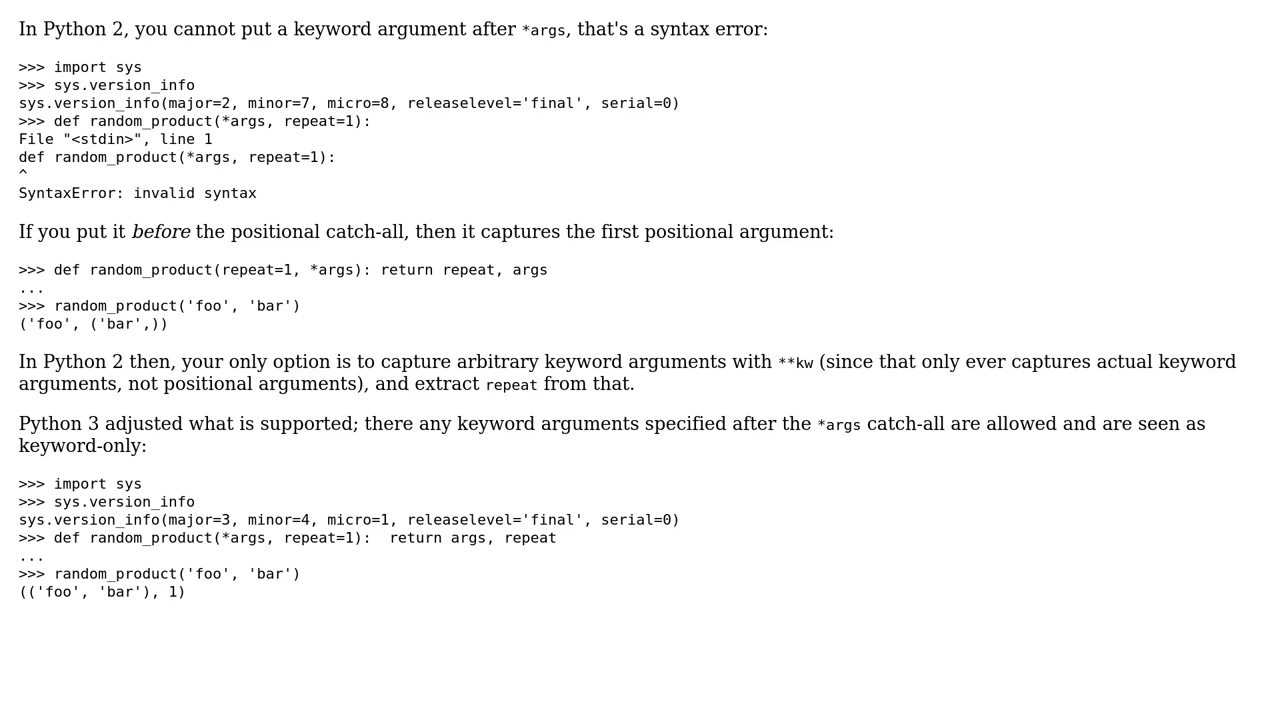 In Python 2, you cannot put a keyword argument after *args, that's a syntax error:
>>> import sys
>>> sys.version_info
sys.version_info(major=2, minor=7, micro=8, releaselevel='final', serial=0)
>>> def random_product(*args, repeat=1):
File "<stdin>", line 1
def random_product(*args, repeat=1):
^
SyntaxError: invalid syntax
If you put it before the positional catch-all, then it captures the first positional argument:
>>> def random_product(repeat=1, *args): return repeat, args
...
>>> random_product('foo', 'bar')
('foo', ('bar',))
In Python 2 then, your only option is to capture arbitrary keyword arguments with **kw (since that only ever captures actual keyword
arguments, not positional arguments), and extract repeat from that.
Python 3 adjusted what is supported; there any keyword arguments specified after the *args catch-all are allowed and are seen as
keyword-only:
>>> import sys
>>> sys.version_info
sys.version_info(major=3, minor=4, micro=1, releaselevel='final', serial=0)
>>> def random_product(*args, repeat=1):  return args, repeat
...
>>> random_product('foo', 'bar')
(('foo', 'bar'), 1)